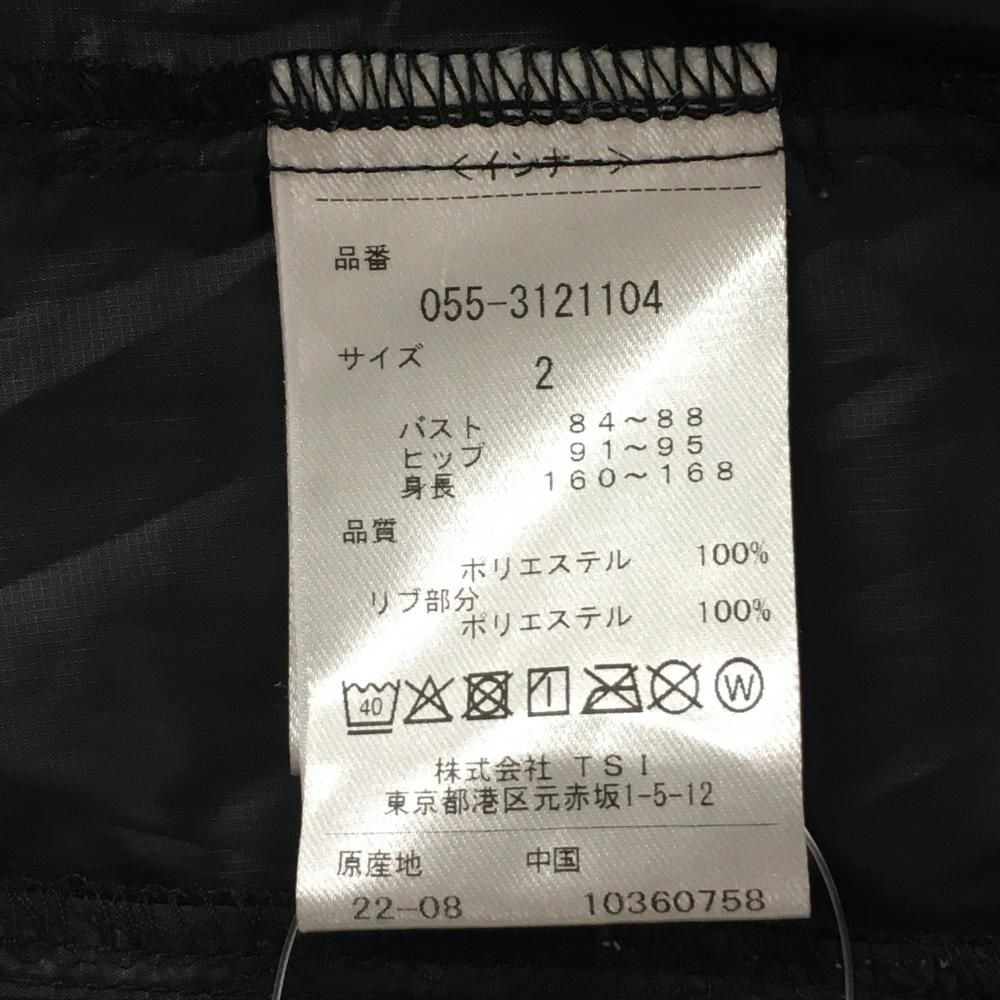 ＜インナー＞
品番
055-3121104
サイズ
2
バスト 84～88
ヒップ 91～95
身長 160～168
品質
ポリエステル 100%
リブ部分
ポリエステル 100%
40 W
株式会社 TSI
東京都港区元赤坂1-5-12
原産地 中国
22-08 10360758